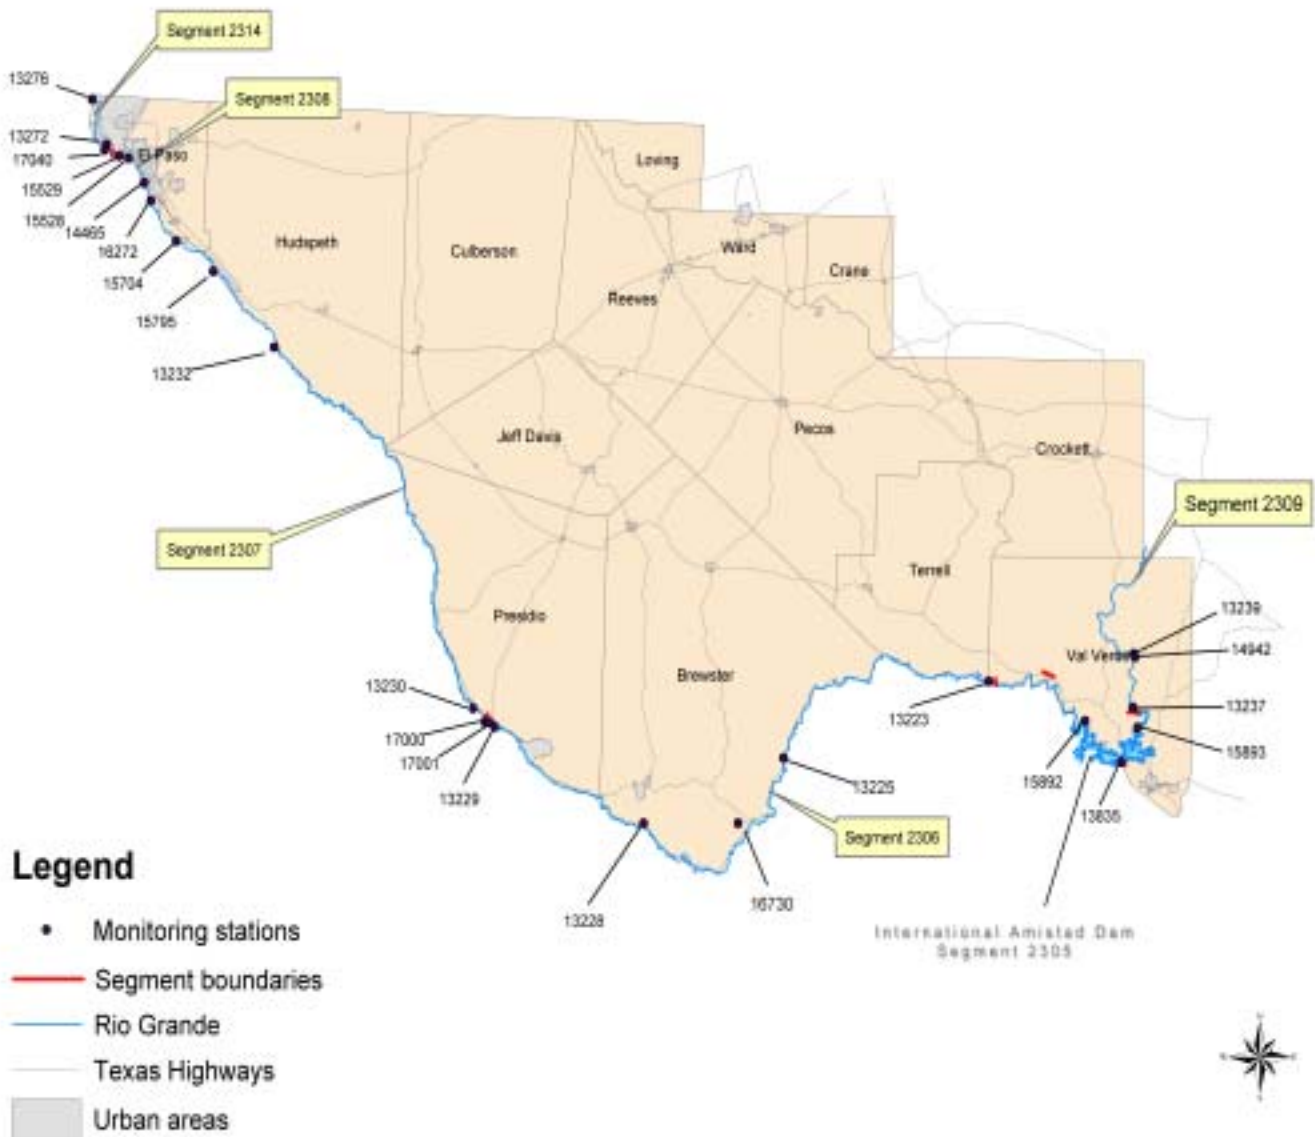 Segment 2314
13276
Segment 2308
13272
El Paso
17040
15529
15528
14465
16272
15704
15795
13232
Loving
Hudspeth
Culberson
Ward
Crane
Reeves
Jeff Davis
Pecos
Crockett
Segment 2309
Segment 2307
Terrell
Presidio
13239
Val Verde
14942
Brewster
13230
13223
13237
17000
17001
15893
13229
15892
13225
13835
Segment 2306
16730
13228
International Amistad Dam
Segment 2305
Legend
Monitoring stations
Segment boundaries
Rio Grande
Texas Highways
Urban areas